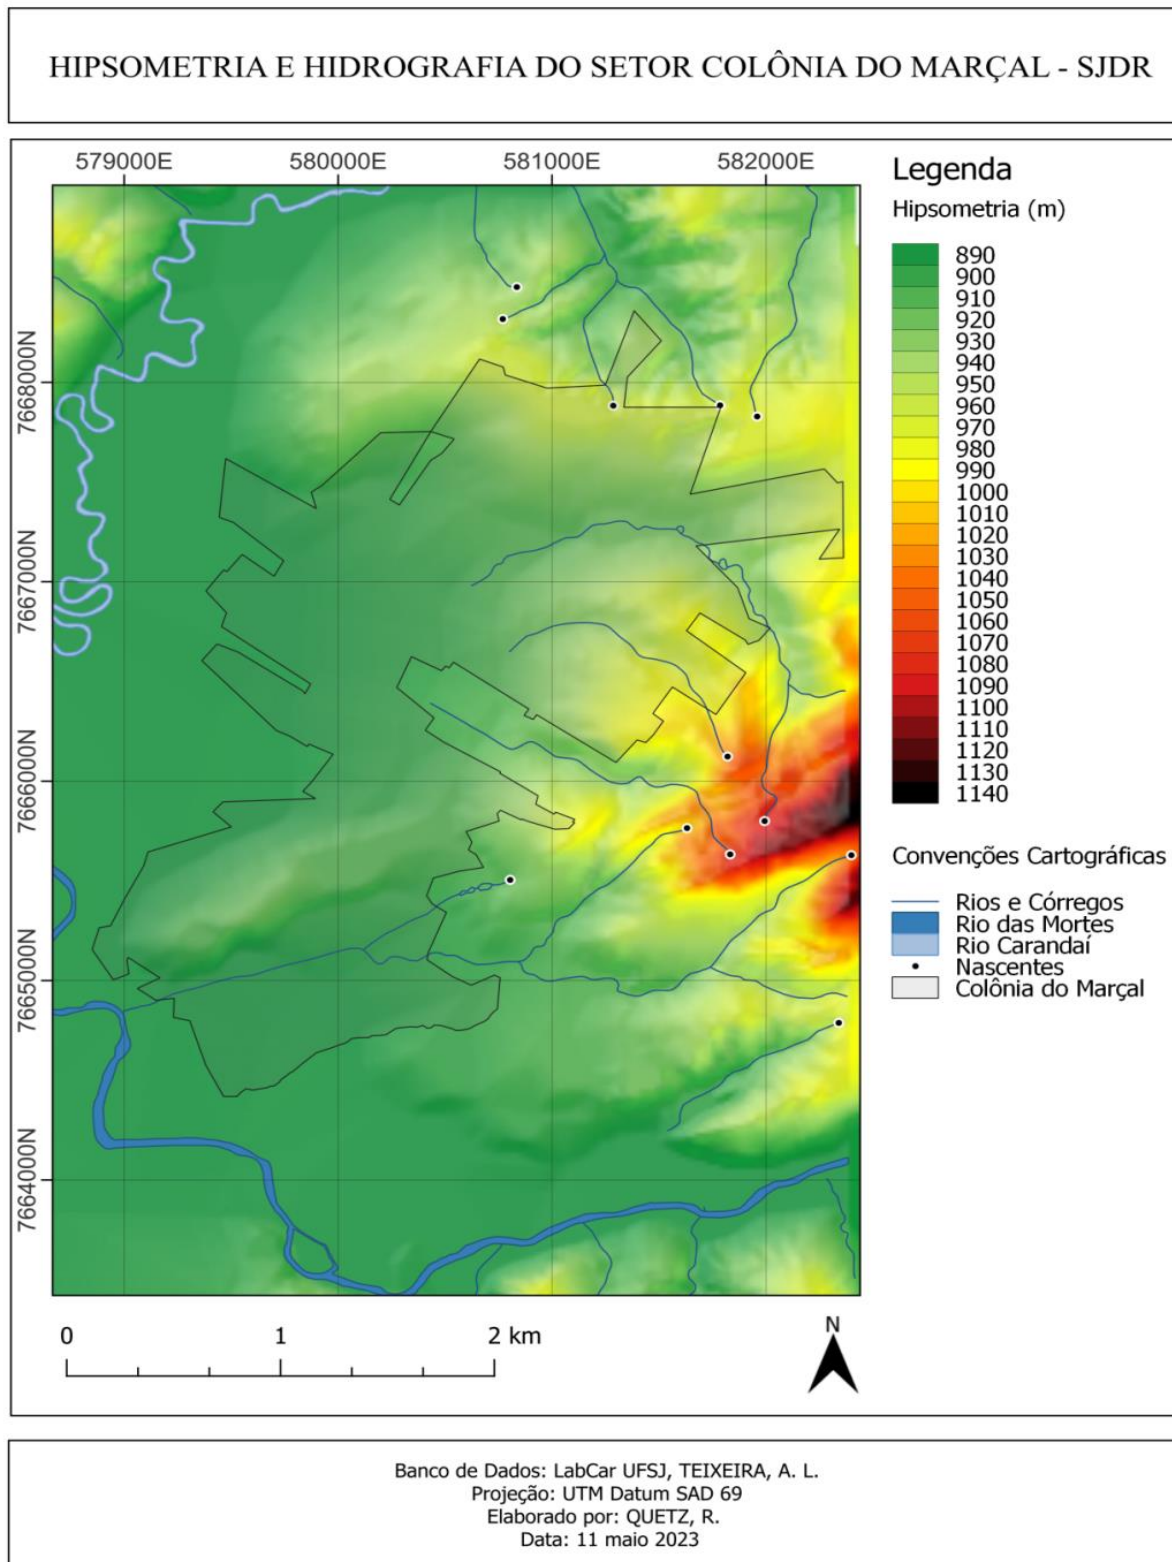 HIPSOMETRIA E HIDROGRAFIA DO SETOR COLÔNIA DO MARÇAL - SJDR
579000E
580000E
581000E
582000E
7668000N
7667000N
7666000N
7665000N
7664000N
Legenda
Hipsometria (m)
890
900
910
920
930
940
950
960
970
980
990
1000
1010
1020
1030
1040
1050
1060
1070
1080
1090
1100
1110
1120
1130
1140
Convenções Cartográficas
Rios e Córregos
Rio das Mortes
Rio Carandaí
Nascentes
Colônia do Marçal
0
1
2 km
N
Banco de Dados: LabCar UFSJ, TEIXEIRA, A. L.
Projeção: UTM Datum SAD 69
Elaborado por: QUETZ, R.
Data: 11 maio 2023